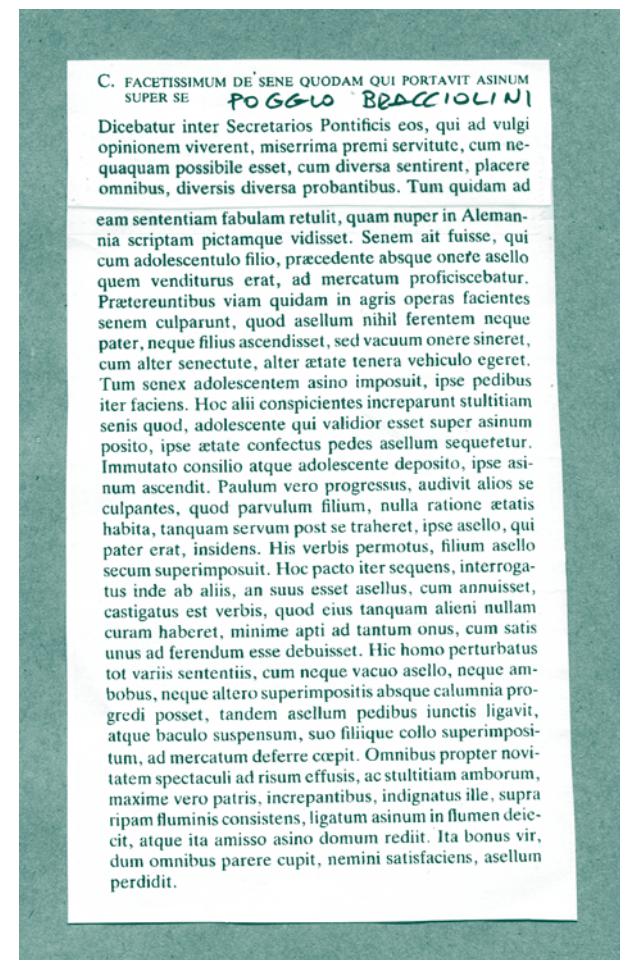 C. FACETISSIMUM DE SENE QUODAM QUI PORTAVIT ASINUM
SUPER SE POGGIO BRACCIOLINI
Dicebatur inter Secretarios Pontificis eos, qui ad vulgi
opinionem viverent, miserrima premi servitute, cum ne-
quaquam possibile esset, cum diversa sentirent, placere
omnibus, diversis diversa probantibus. Tum quidam ad
eam sententiam fabulam retulit, quam nuper in Aleman-
nia scriptam pictamque vidisset. Senem ait fuisse, qui
cum adolescentulo filio, præcedente absque onere asello
quem venditurus erat, ad mercatum proficiscebatur.
Prætereuntibus viam quidam in agris operas facientes
senem culparunt, quod asellum nihil ferentem neque
pater, neque filius ascendisset, sed vacuum onere sineret,
cum alter senectute, alter ætate tenera vehiculo egeret.
Tum senex adolescentem asino imposuit, ipse pedibus
iter faciens. Hoc alii conspicientes increparunt stultitiam
senis quod, adolescente qui validior esset super asinum
posito, ipse ætate confectus pedes asellum sequeretur.
Immutato consilio atque adolescente deposito, ipse asi-
num ascendit. Paulum vero progressus, audivit alios se
culpantes, quod parvulum filium, nulla ratione ætatis
habita, tanquam servum post se traheret, ipse asello, qui
pater erat, insidens. His verbis permotus, filium asello
secum superimposuit. Hoc pacto iter sequens, interroga-
tus inde ab aliis, an suus esset asellus, cum annuisset,
castigatus est verbis, quod eius tanquam alieni nullam
curam haberet, minime apti ad tantum onus, cum satis
unus ad ferendum esse debuisset. Hic homo perturbatus
tot variis sententiis, cum neque vacuo asello, neque am-
bobus, neque altero superimpositis absque calumnia pro-
gredi posset, tandem asellum pedibus iunctis ligavit,
atque baculo suspensum, suo filiique collo superimposi-
tum, ad mercatum deferre cœpit. Omnibus propter novi-
tatem spectaculi ad risum effusis, ac stultitiam amborum,
maxime vero patris, increpantibus, indignatus ille, supra
ripam fluminis consistens, ligatum asinum in flumen deie-
cit, atque ita amisso asino domum rediit. Ita bonus vir,
dum omnibus parere cupit, nemini satisfaciens, asellum
perdidit.